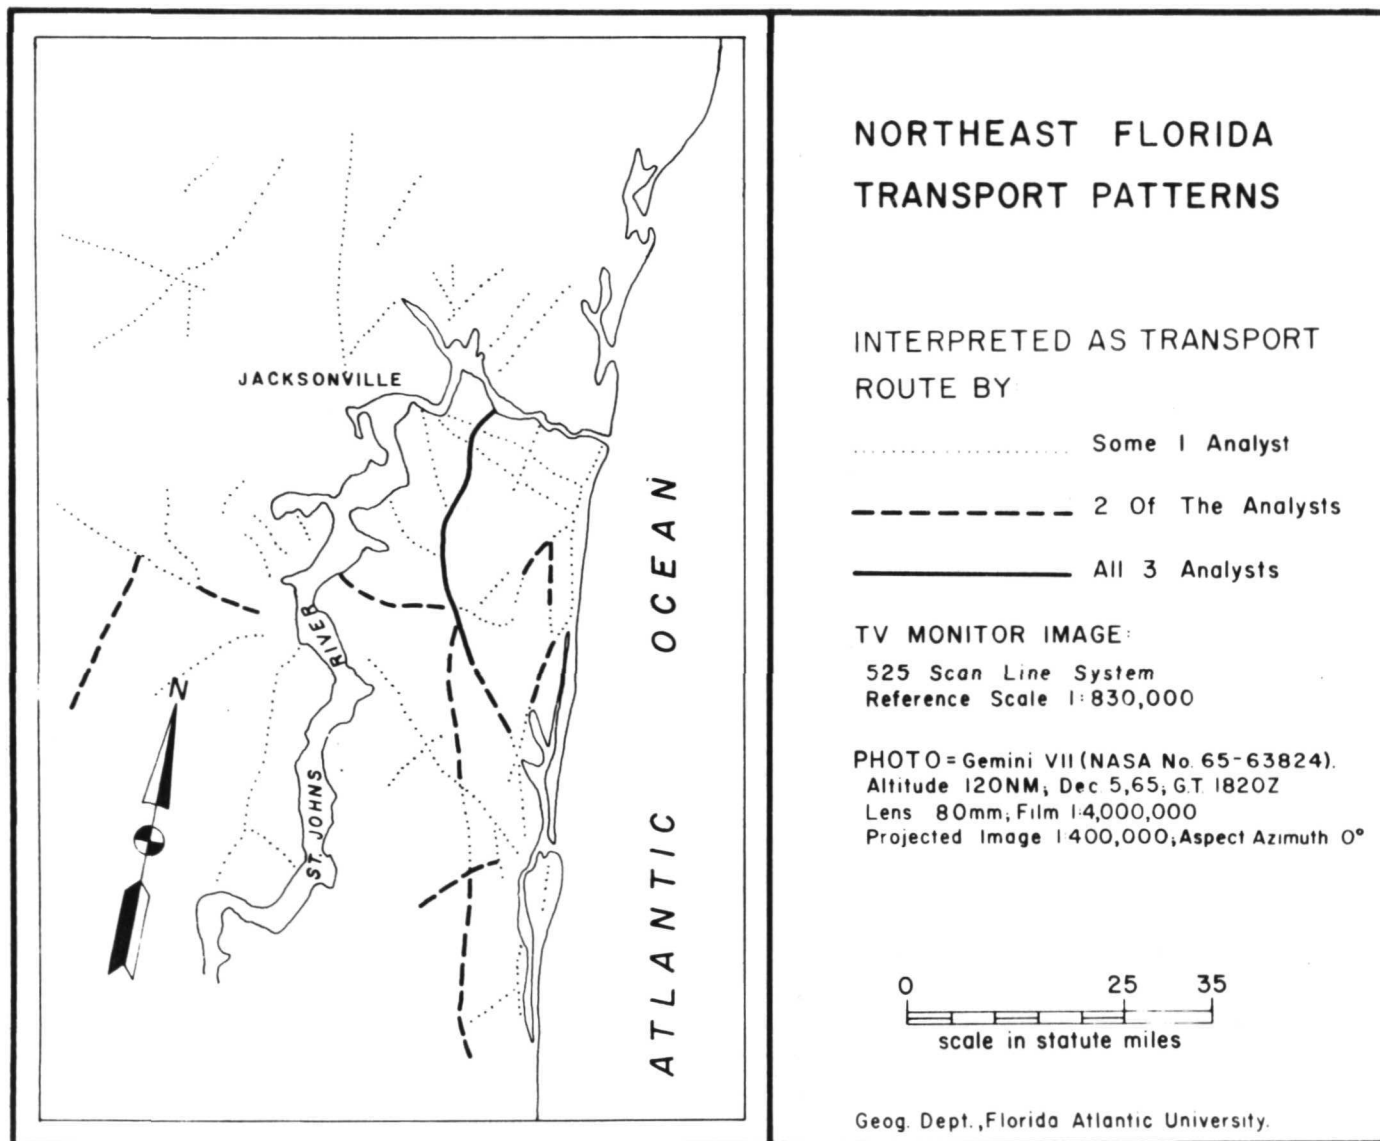 JACKSONVILLE
RIVER
ST. JOHNS
N
ATLANTIC OCEAN
NORTHEAST FLORIDA
TRANSPORT PATTERNS
INTERPRETED AS TRANSPORT
ROUTE BY:
Some 1 Analyst
2 Of The Analysts
All 3 Analysts
TV MONITOR IMAGE:
525 Scan Line System
Reference Scale 1:830,000
PHOTO = Gemini VII (NASA No. 65-63824).
Altitude 120NM; Dec 5,65; G.T. 1820Z
Lens 80mm; Film 1:4,000,000
Projected Image 1:400,000; Aspect Azimuth 0°
0 25 35
scale in statute miles
Geog. Dept., Florida Atlantic University.